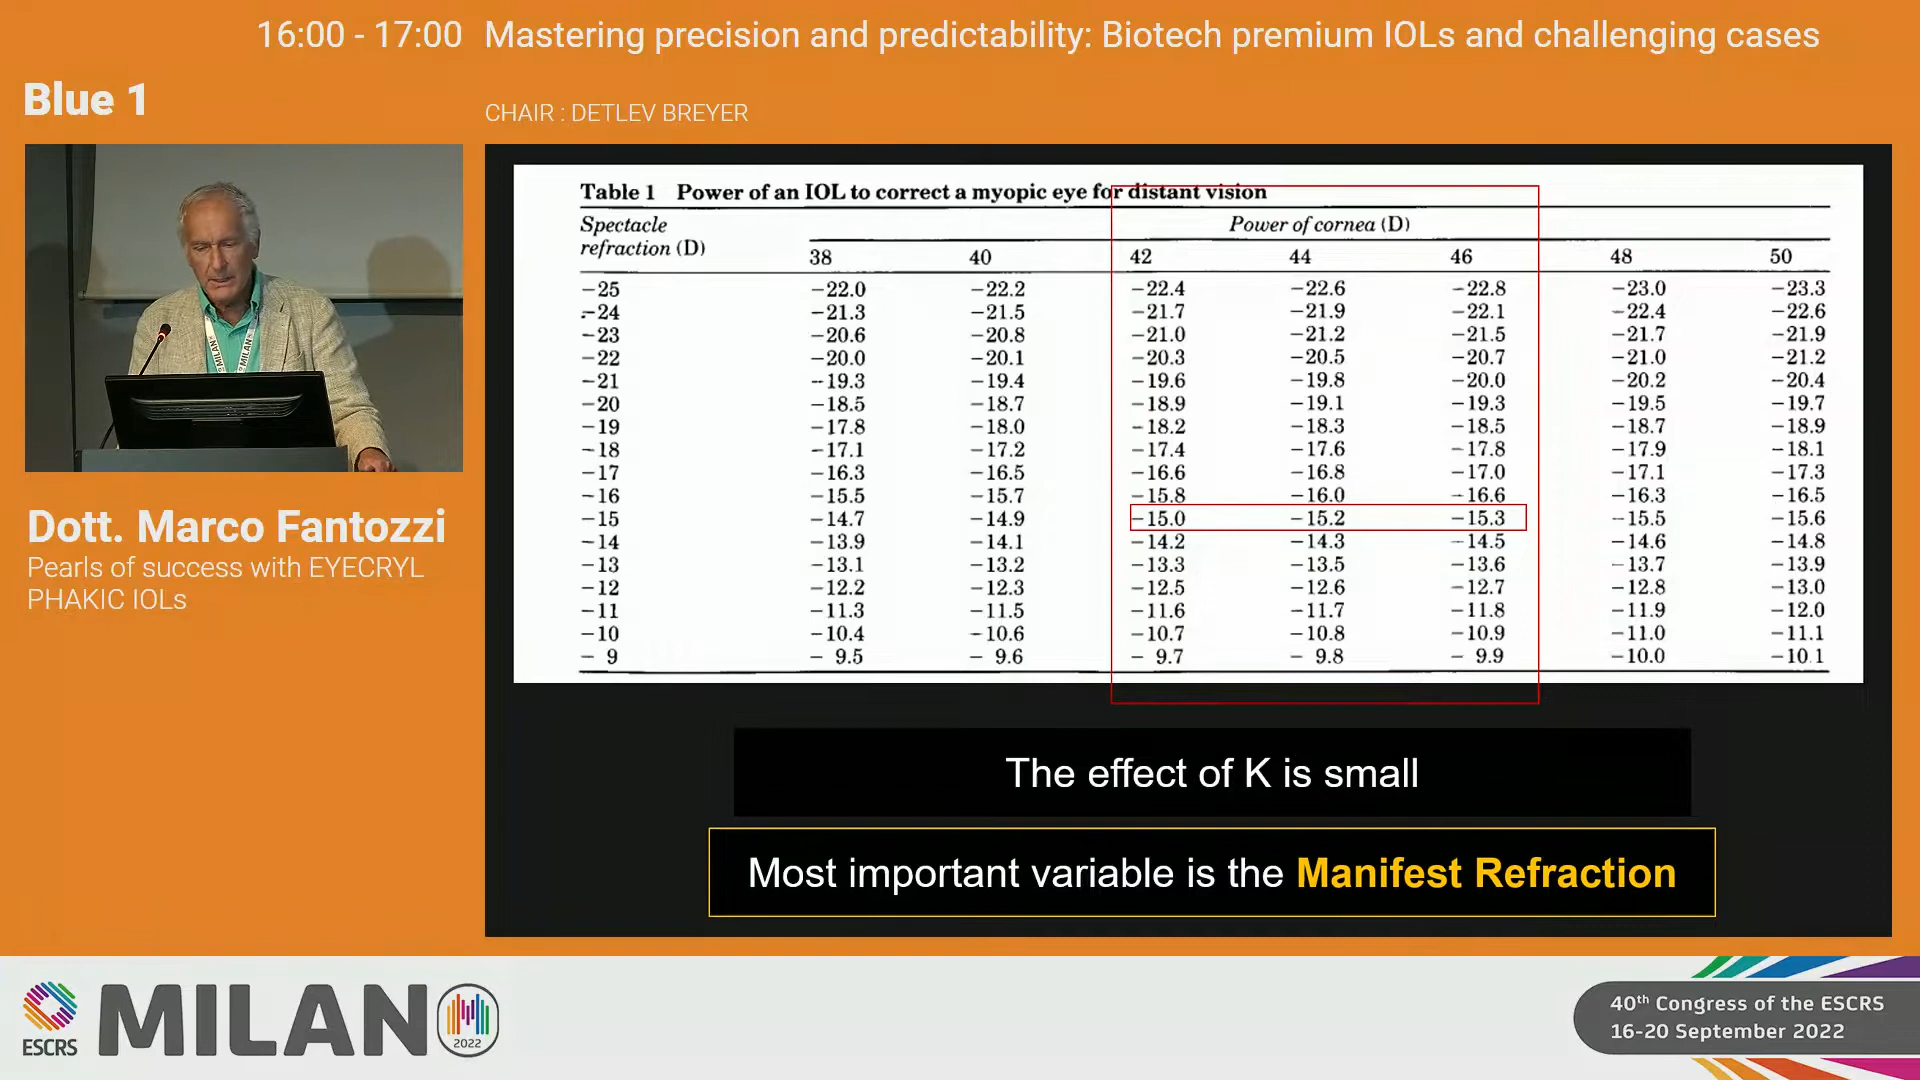 16:00 - 17:00 Mastering precision and predictability: Biotech premium IOLs and challenging cases
Blue 1
CHAIR : DETLEV BREYER
Dott. Marco Fantozzi
Pearls of success with EYECRYL
PHAKIC IOLs
Table 1 Power of an IOL to correct a myopic eye for distant vision
Spectacle
refraction (D)
Power of cornea (D)
38 40 42 44 46 48 50
−25 −22.0 −22.2 −22.4 −22.6 −22.8 −23.0 −23.3
−24 −21.3 −21.5 −21.7 −21.9 −22.1 −22.4 −22.6
−23 −20.6 −20.8 −21.0 −21.2 −21.5 −21.7 −21.9
−22 −20.0 −20.1 −20.3 −20.5 −20.7 −21.0 −21.2
−21 −19.3 −19.4 −19.6 −19.8 −20.0 −20.2 −20.4
−20 −18.5 −18.7 −18.9 −19.1 −19.3 −19.5 −19.7
−19 −17.8 −18.0 −18.2 −18.3 −18.5 −18.7 −18.9
−18 −17.1 −17.2 −17.4 −17.6 −17.8 −17.9 −18.1
−17 −16.3 −16.5 −16.6 −16.8 −17.0 −17.1 −17.3
−16 −15.5 −15.7 −15.8 −16.0 −16.6 −16.3 −16.5
−15 −14.7 −14.9 −15.0 −15.2 −15.3 −15.5 −15.6
−14 −13.9 −14.1 −14.2 −14.3 −14.5 −14.6 −14.8
−13 −13.1 −13.2 −13.3 −13.5 −13.6 −13.7 −13.9
−12 −12.2 −12.3 −12.5 −12.6 −12.7 −12.8 −13.0
−11 −11.3 −11.5 −11.6 −11.7 −11.8 −11.9 −12.0
−10 −10.4 −10.6 −10.7 −10.8 −10.9 −11.0 −11.1
− 9 − 9.5 − 9.6 − 9.7 − 9.8 − 9.9 −10.0 −10.1
The effect of K is small
Most important variable is the Manifest Refraction
ESCRS
MILANO
2022
40th Congress of the ESCRS
16-20 September 2022